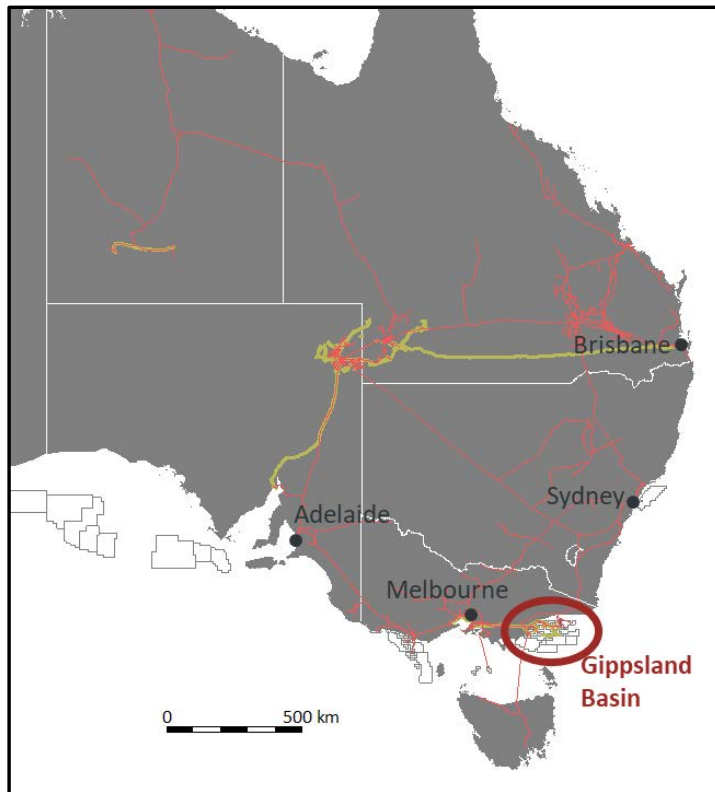 Brisbane
Sydney
Adelaide
Melbourne
Gippsland
Basin
0 500 km